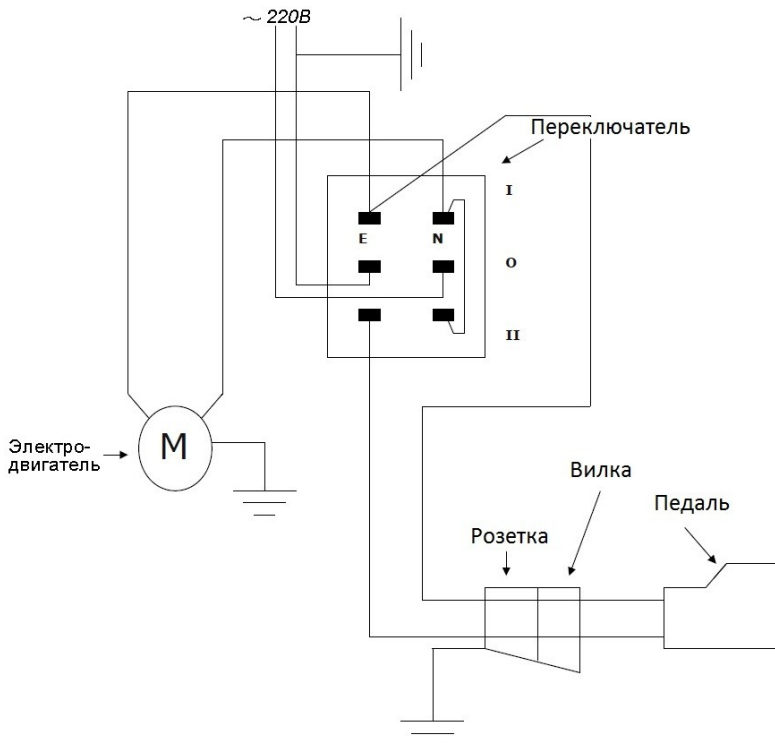 ~ 220В
Переключатель
I
E
N
O
II
Электро-
двигатель
M
Вилка
Педаль
Розетка